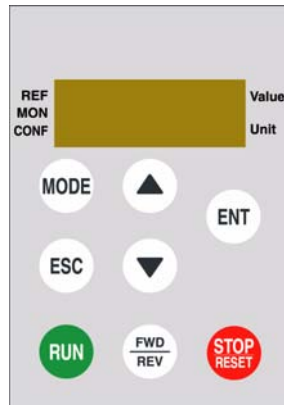 REF
Value
MON
CONF
Unit
MODE
ENT
ESC
RUN
FWD
REV
STOP
RESET